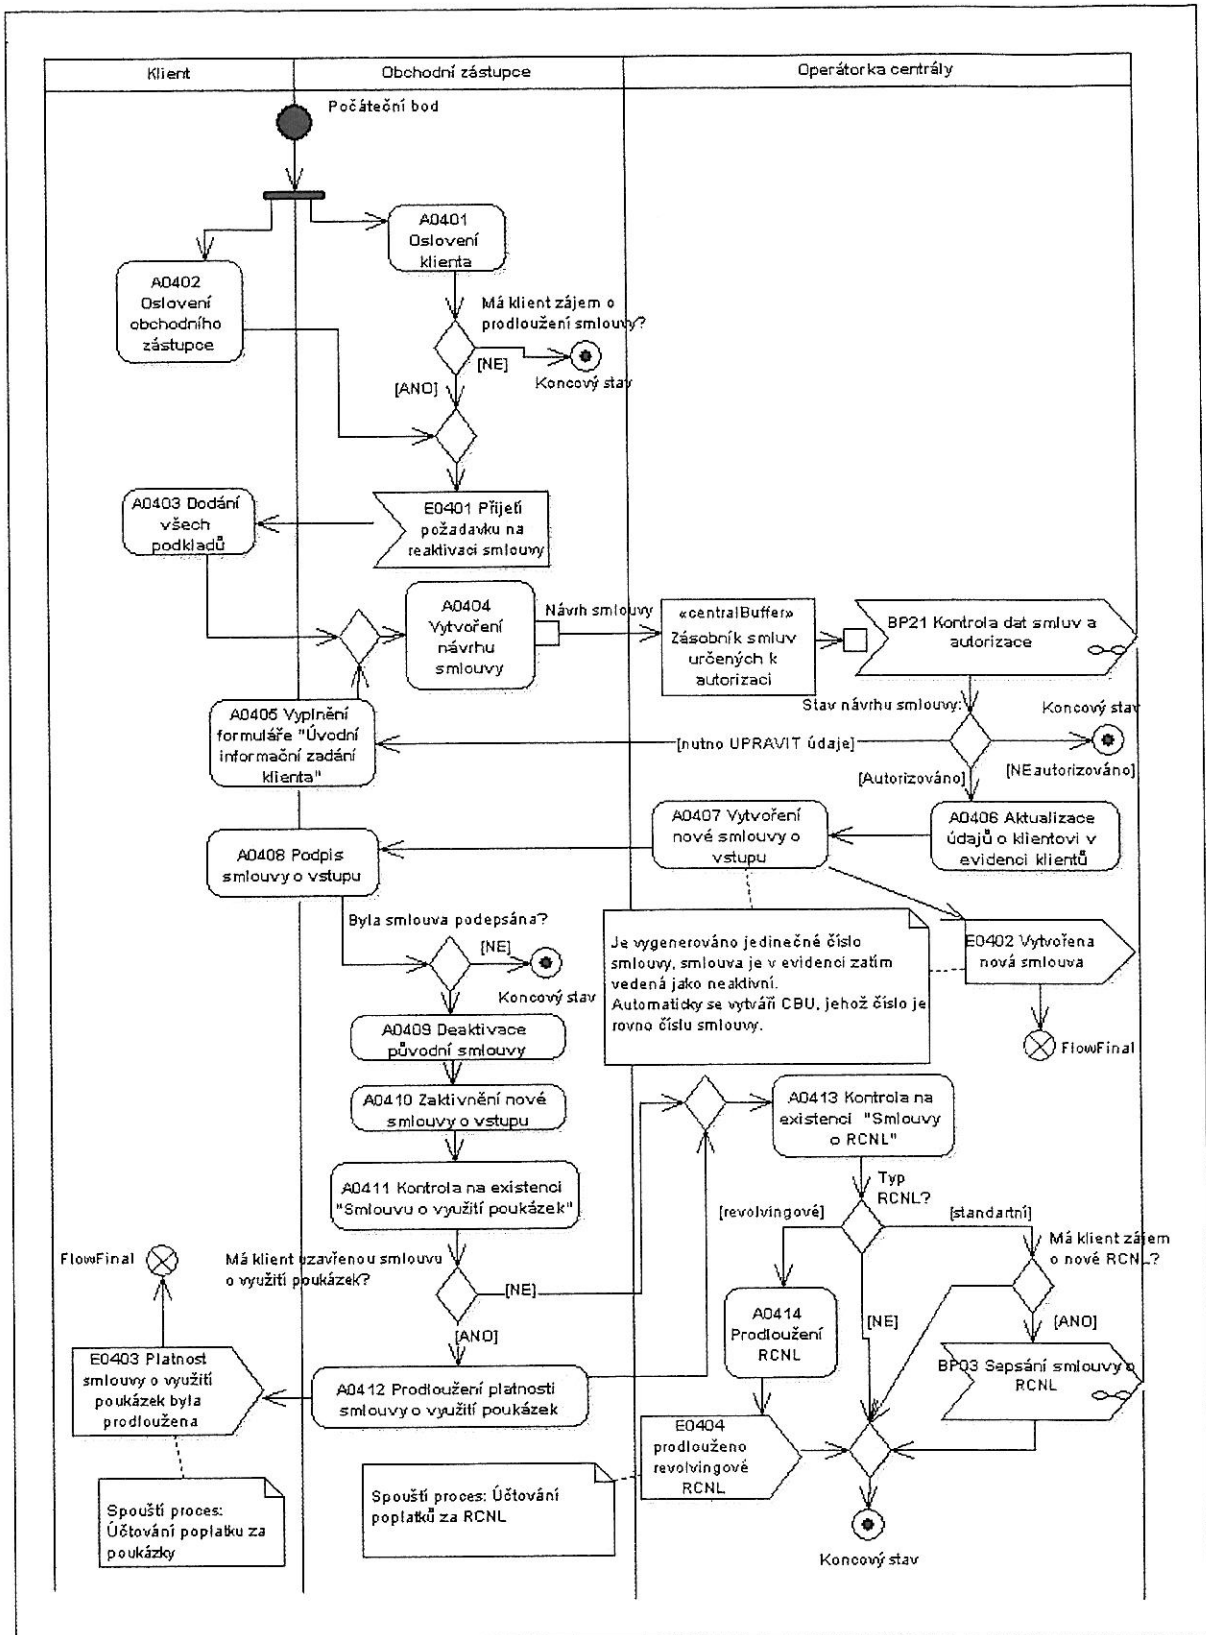 Klient
Obchodní zástupce
Operátorka centrály
Počáteční bod
A0401
Oslovení
klienta
A0402
Oslovení
obchodního
zástupce
Má klient zájem o
prodloužení smlouvy?
[NE]
Koncový stav
[ANO]
E0401 Přijetí
požadavku na
reaktivaci smlouvy
A0403 Dodání
všech
podkladů
A0404
Vytvoření
návrhu
smlouvy
Návrh smlouvy
«centralBuffer»
Zásobník smluv
určených k
autorizaci
BP21 Kontrola dat smluv a
autorizace
Stav návrhu smlouvy:
Koncový stav
A0405 Vyplnění
formuláře "Úvodní
informační zadání
klienta"
[nutno UPRAVIT údaje]
[NEautorizováno]
[Autorizováno]
A0407 Vytvoření
nové smlouvy o
vstupu
A0406 Aktualizace
údajů o klientovi v
evidenci klientů
A0408 Podpis
smlouvy o vstupu
Byla smlouva podepsána?
[NE]
Koncový stav
Je vygenerováno jedinečné číslo
smlouvy, smlouva je v evidenci zatím
vedená jako neaktivní.
Automaticky se vytváří CBU, jehož číslo je
rovno číslu smlouvy.
E0402 Vytvořena
nová smlouva
FlowFinal
A0409 Deaktivace
původní smlouvy
A0410 Zaktivnění nové
smlouvy o vstupu
A0413 Kontrola na
existenci "Smlouvy
o RCNL"
A0411 Kontrola na existenci
"Smlouvu o využití poukázek"
Typ
RCNL?
[revolvingové]
[standartní]
Má klient zájem
o nové RCNL?
FlowFinal
Má klient uzavřenou smlouvu
o využití poukázek?
[NE]
[ANO]
A0414
Prodloužení
RCNL
[NE]
[ANO]
E0403 Platnost
smlouvy o využití
poukázek byla
prodloužena
A0412 Prodloužení platnosti
smlouvy o využití poukázek
BP03 Sepsání smlouvy o
RCNL
E0404
prodlouženo
revolvingové
RCNL
Spouští proces:
Účtování poplatku za
poukázky
Spouští proces: Účtování
poplatků za RCNL
Koncový stav